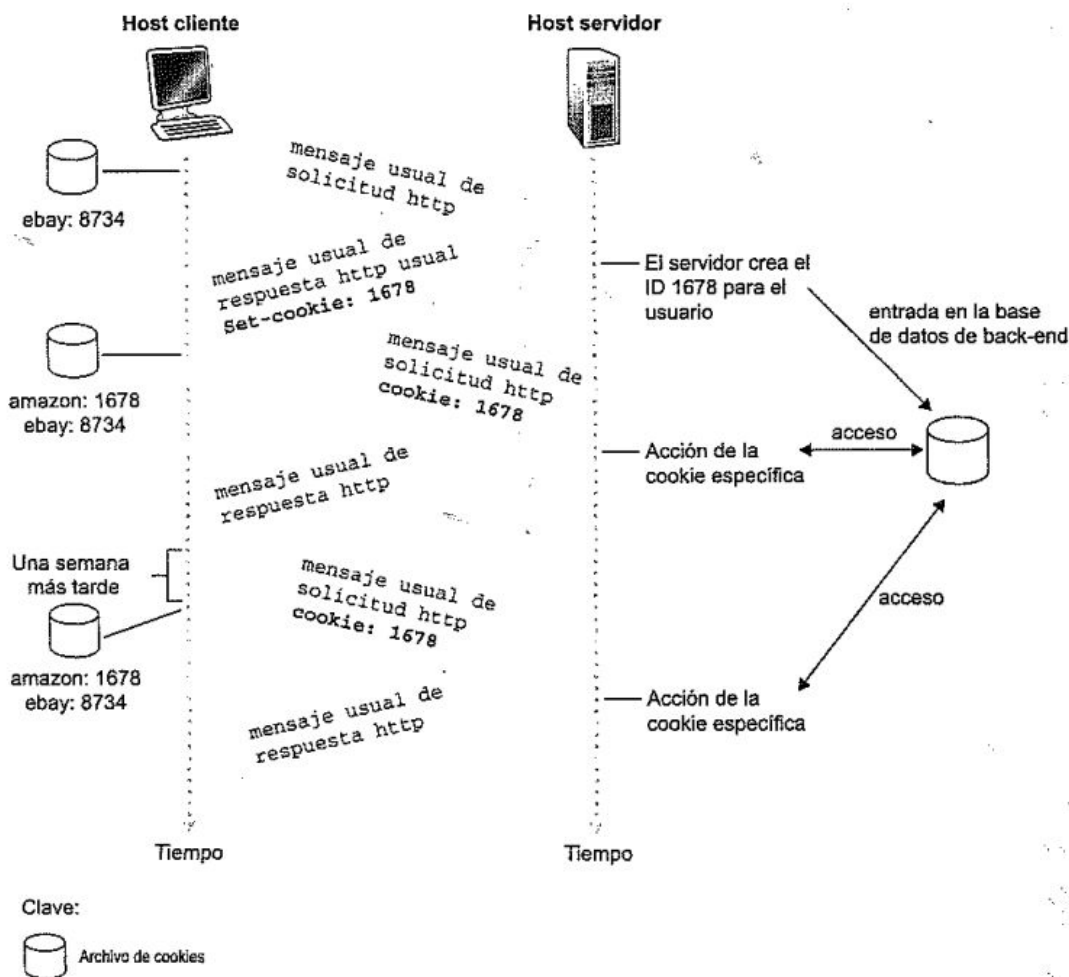 Host cliente
Host servidor
mensaje usual de
solicitud http
ebay: 8734
mensaje usual de
respuesta http usual
Set-cookie: 1678
El servidor crea el
ID 1678 para el
usuario
entrada en la base
de datos de back-end
amazon: 1678
ebay: 8734
mensaje usual de
solicitud http
cookie: 1678
Acción de la
cookie específica
acceso
mensaje usual de
respuesta http
Una semana
más tarde
mensaje usual de
solicitud http
cookie: 1678
acceso
amazon: 1678
ebay: 8734
Acción de la
cookie específica
mensaje usual de
respuesta http
Tiempo
Tiempo
Clave:
Archivo de cookies